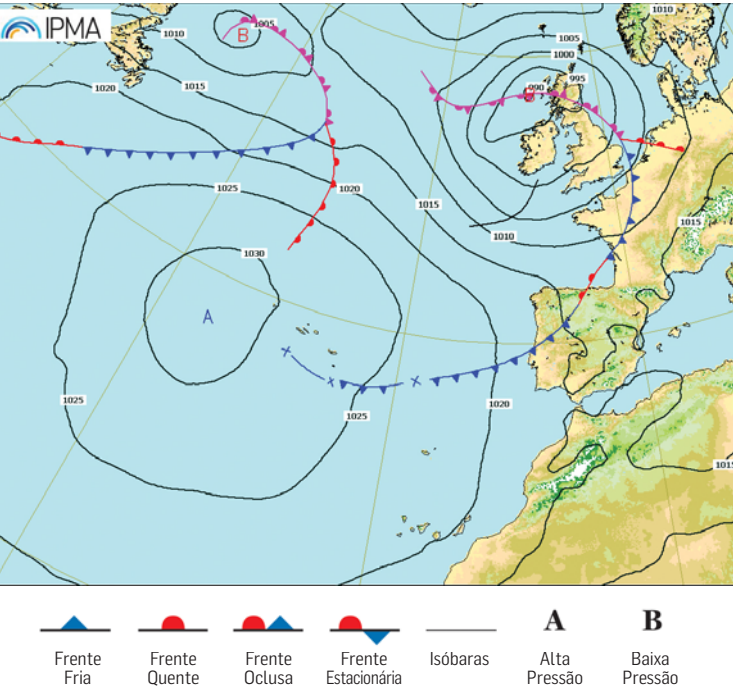 IPMA
1010
1005
B
1010
1005
1000
995
990
B
1020
1015
1025
1020
1015
1010
1015
1030
A
1025
1025
1020
1015
A
B
Frente
Fria
Frente
Quente
Frente
Oclusa
Frente
Estacionária
Isóbaras
Alta
Pressão
Baixa
Pressão